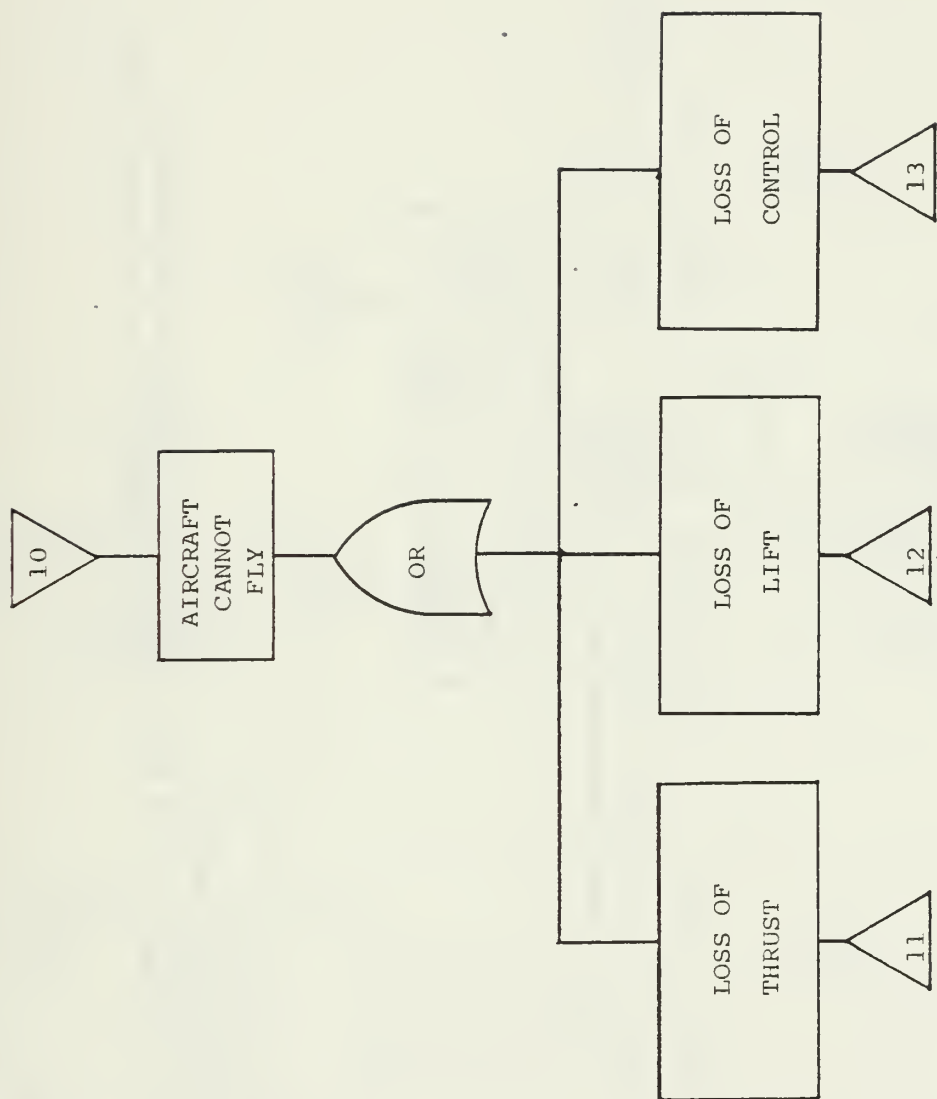 10
AIRCRAFT
CANNOT
FLY
OR
LOSS OF
THRUST
LOSS OF
LIFT
LOSS OF
CONTROL
11
12
13